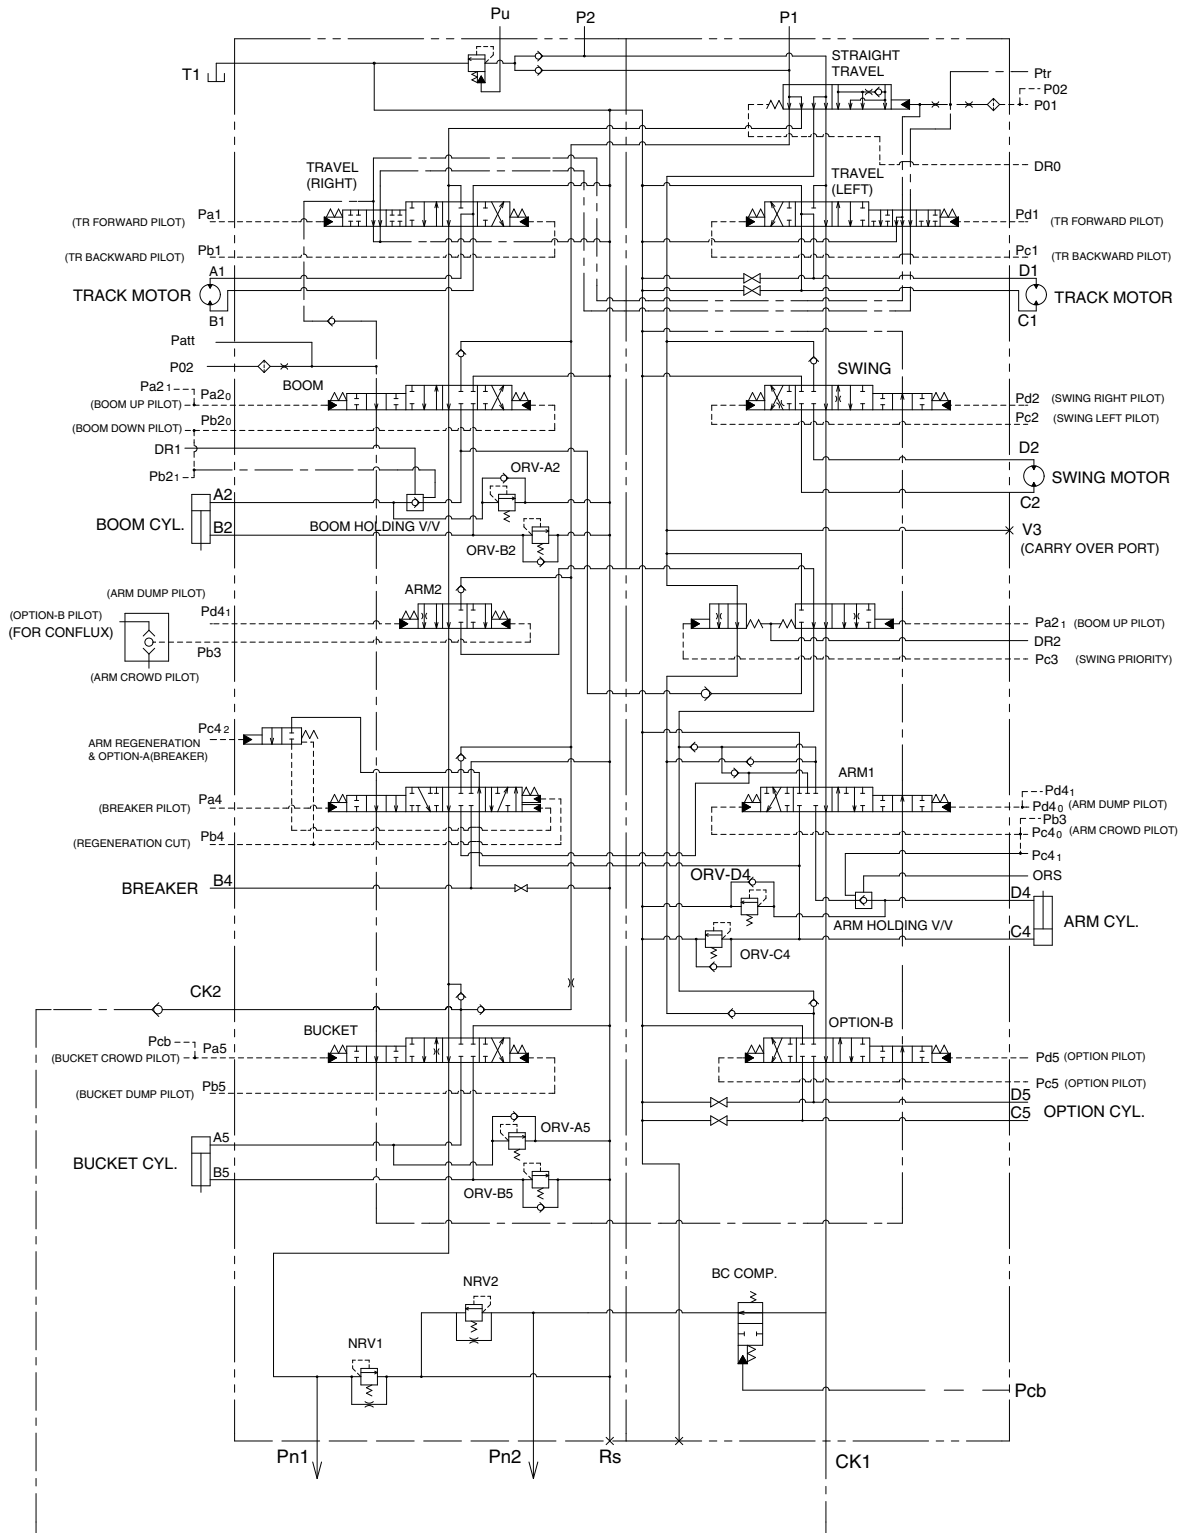 Pu
P2
P1
T1
STRAIGHT
TRAVEL
Ptr
P02
P01
DR0
TRAVEL
(RIGHT)
TRAVEL
(LEFT)
(TR FORWARD PILOT) Pa1
Pd1 (TR FORWARD PILOT)
(TR BACKWARD PILOT) Pb1
Pc1 (TR BACKWARD PILOT)
A1
TRACK MOTOR
B1
D1
TRACK MOTOR
C1
Patt
P02
BOOM
SWING
Pa21
Pa20
(BOOM UP PILOT)
Pb20
(BOOM DOWN PILOT)
DR1
Pb21
Pd2 (SWING RIGHT PILOT)
Pc2 (SWING LEFT PILOT)
D2
SWING MOTOR
C2
ORV-A2
A2
BOOM CYL.
B2
BOOM HOLDING V/V
ORV-B2
V3
(CARRY OVER PORT)
ARM2
(ARM DUMP PILOT)
(OPTION-B PILOT)
(FOR CONFLUX)
Pd41
Pb3
(ARM CROWD PILOT)
Pa21 (BOOM UP PILOT)
DR2
Pc3 (SWING PRIORITY)
Pc42
ARM REGENERATION
& OPTION-A(BREAKER)
ARM1
(BREAKER PILOT) Pa4
Pb4
(REGENERATION CUT)
Pd41
Pd40 (ARM DUMP PILOT)
Pb3
Pc40 (ARM CROWD PILOT)
Pc41
ORS
BREAKER B4
ORV-D4
D4
ARM CYL.
C4
ARM HOLDING V/V
ORV-C4
CK2
BUCKET
OPTION-B
Pcb
Pa5
(BUCKET CROWD PILOT)
Pb5
(BUCKET DUMP PILOT)
Pd5 (OPTION PILOT)
Pc5 (OPTION PILOT)
D5
C5 OPTION CYL.
ORV-A5
A5
BUCKET CYL.
B5
ORV-B5
BC COMP.
NRV2
NRV1
Pcb
Pn1
Pn2
Rs
CK1